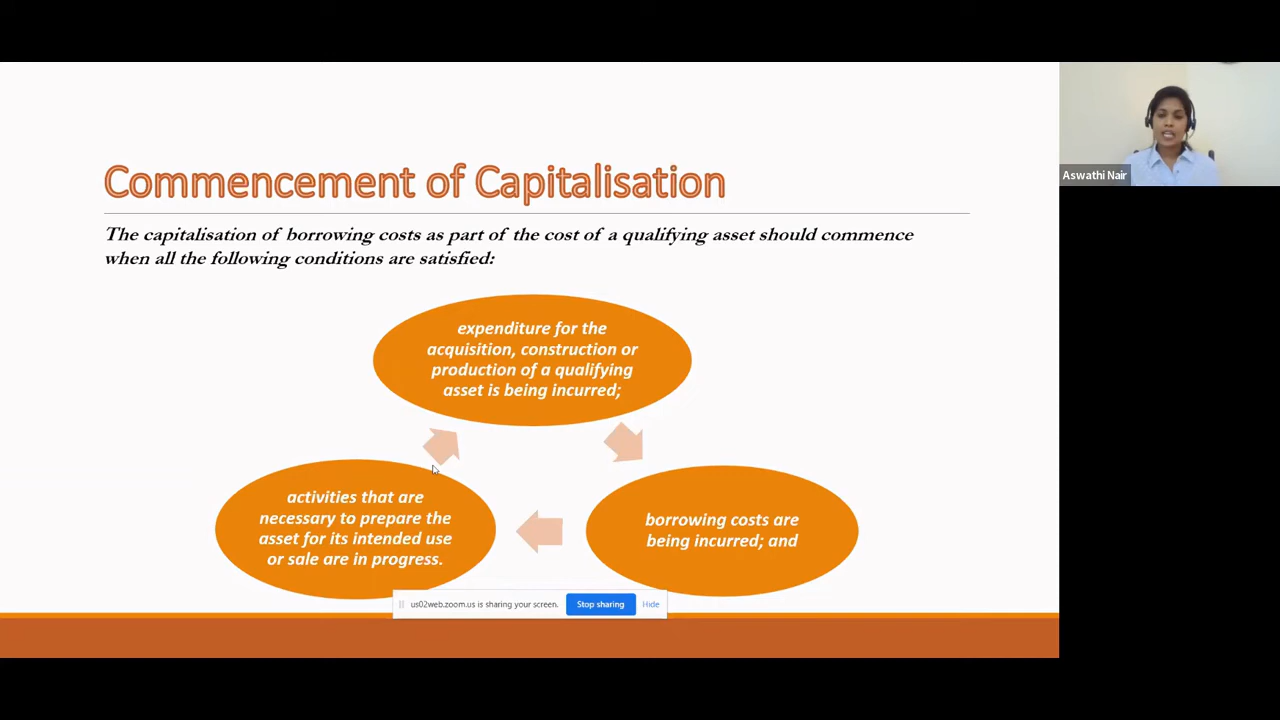 Commencement of Capitalisation
Aswathi Nair
The capitalisation of borrowing costs as part of the cost of a qualifying asset should commence
when all the following conditions are satisfied:
expenditure for the
acquisition, construction or
production of a qualifying
asset is being incurred;
borrowing costs are
being incurred; and
activities that are
necessary to prepare the
asset for its intended use
or sale are in progress.
us02web.zoom.us is sharing your screen.
Stop sharing
Hide